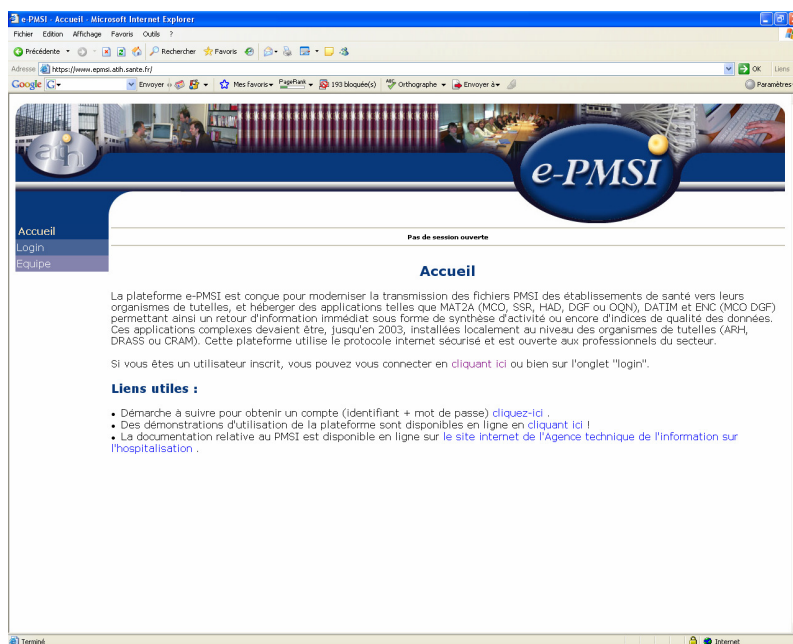 e-PMSI - Accueil - Microsoft Internet Explorer
Fichier Edition Affichage Favoris Outils ?
Précédente Rechercher Favoris
Adresse https://www.epmsi.atih.sante.fr/ OK Liens
Google G Envoyer Mes favoris PageRank 193 bloquée(s) Orthographe Envoyer à Paramètres
atih
e-PMSI
Accueil
Login
Equipe
Pas de session ouverte
Accueil
La plateforme e-PMSI est conçue pour moderniser la transmission des fichiers PMSI des établissements de santé vers leurs
organismes de tutelles, et héberger des applications telles que MAT2A (MCO, SSR, HAD, DGF ou OQN), DATIM et ENC (MCO DGF)
permettant ainsi un retour d'information immédiat sous forme de synthèse d'activité ou encore d'indices de qualité des données.
Ces applications complexes devaient être, jusqu'en 2003, installées localement au niveau des organismes de tutelles (ARH,
DRASS ou CRAM). Cette plateforme utilise le protocole internet sécurisé et est ouverte aux professionnels du secteur.
Si vous êtes un utilisateur inscrit, vous pouvez vous connecter en cliquant ici ou bien sur l'onglet "login".
Liens utiles :
• Démarche à suivre pour obtenir un compte (identifiant + mot de passe) cliquez-ici .
• Des démonstrations d'utilisation de la plateforme sont disponibles en ligne en cliquant ici !
• La documentation relative au PMSI est disponible en ligne sur le site internet de l'Agence technique de l'information sur
l'hospitalisation .
Terminé Internet